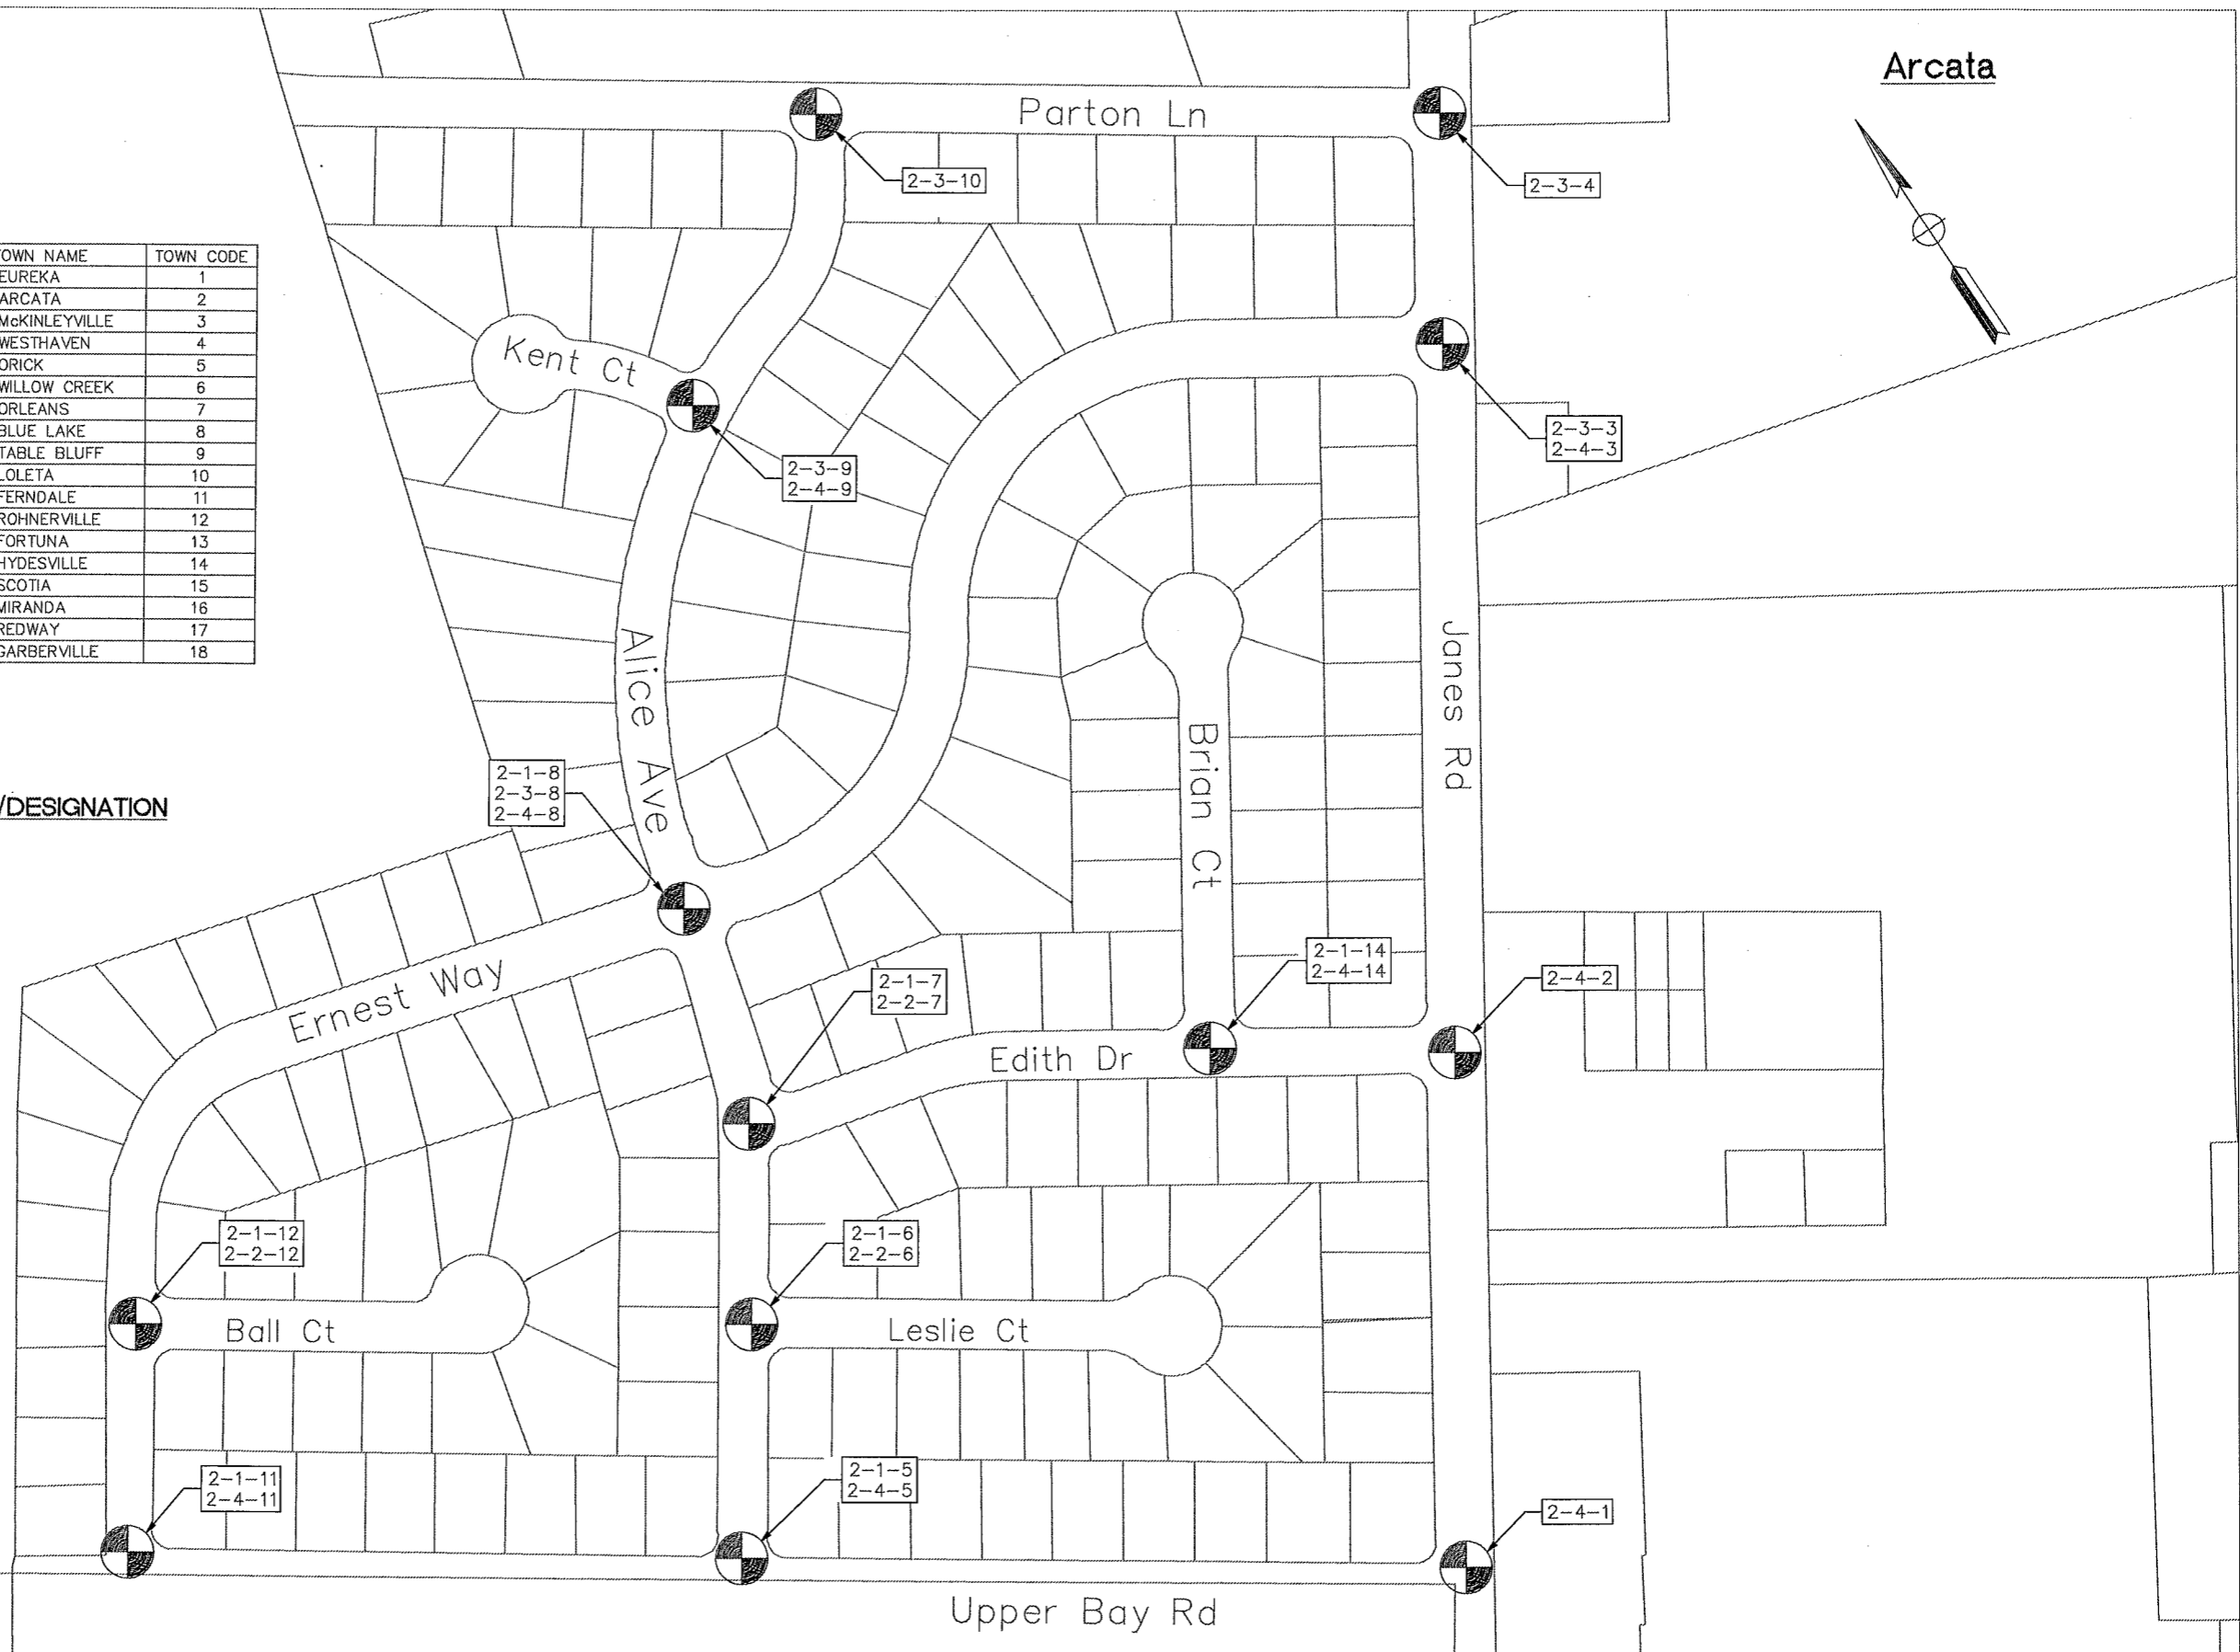 Arcata
Parton Ln
2-3-10
2-3-4
TOWN NAME TOWN CODE
EUREKA 1
ARCATA 2
McKINLEYVILLE 3
WESTHAVEN 4
ORICK 5
WILLOW CREEK 6
ORLEANS 7
BLUE LAKE 8
TABLE BLUFF 9
LOLETA 10
FERNDALE 11
ROHNERVILLE 12
FORTUNA 13
HYDESVILLE 14
SCOTIA 15
MIRANDA 16
REDWAY 17
GARBERVILLE 18
Kent Ct
2-3-9
2-4-9
2-3-3
2-4-3
Alice Ave
Janes Rd
Brian Ct
2-1-8
2-3-8
2-4-8
/DESIGNATION
Ernest Way
2-1-7
2-2-7
2-1-14
2-4-14
2-4-2
Edith Dr
2-1-12
2-2-12
2-1-6
2-2-6
Ball Ct
Leslie Ct
2-1-11
2-4-11
2-1-5
2-4-5
2-4-1
Upper Bay Rd